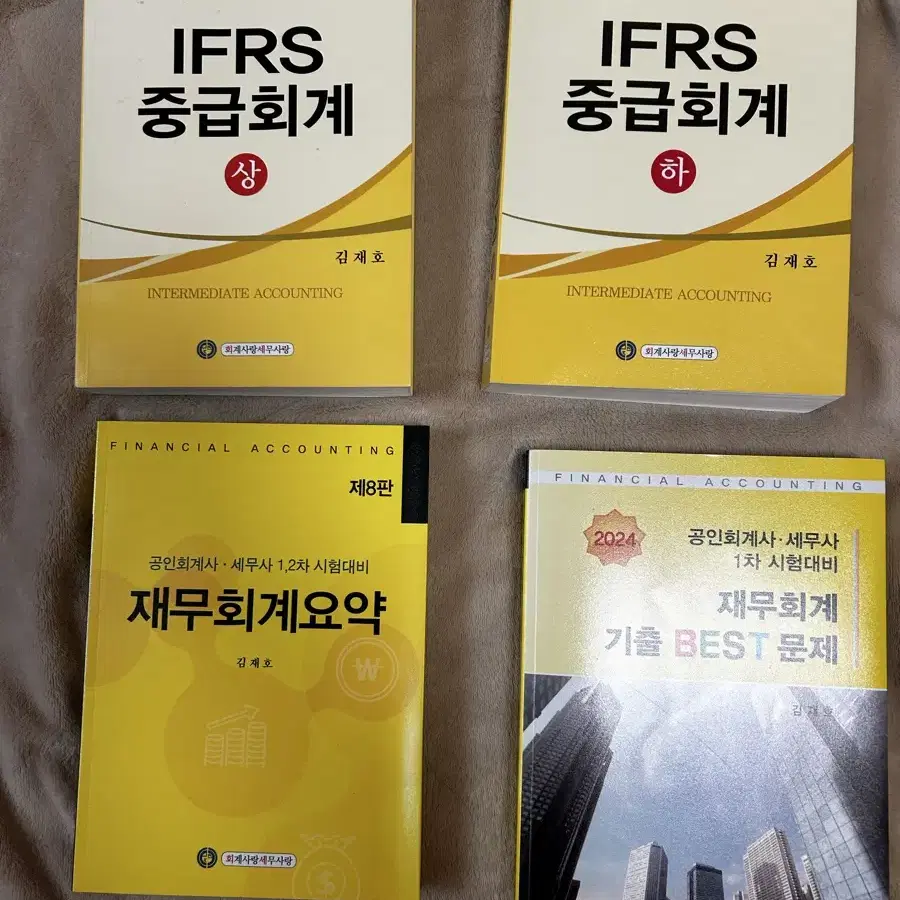 IFRS
중급회계
상
김재호
INTERMEDIATE ACCOUNTING
회계사랑세무사랑
IFRS
중급회계
하
김재호
INTERMEDIATE ACCOUNTING
회계사랑세무사랑
FINANCIAL ACCOUNTING
제8판
공인회계사·세무사 1,2차 시험대비
재무회계요약
김재호
₩
회계사랑세무사랑
$
FINANCIAL ACCOUNTING
2024
공인회계사·세무사
1차 시험대비
재무회계
기출 BEST 문제
김재호